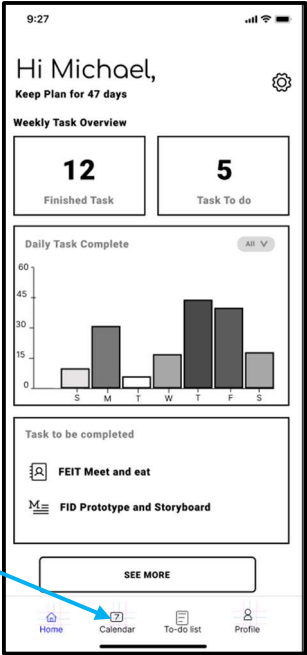 9:27
Hi Michael,
Keep Plan for 47 days
Weekly Task Overview
12 5
Finished Task Task To do
Daily Task Complete All V
60
45
30
15
0
S M T W T F S
Task to be completed
FEIT Meet and eat
M FID Prototype and Storyboard
SEE MORE
7
Home Calendar To-do list Profile